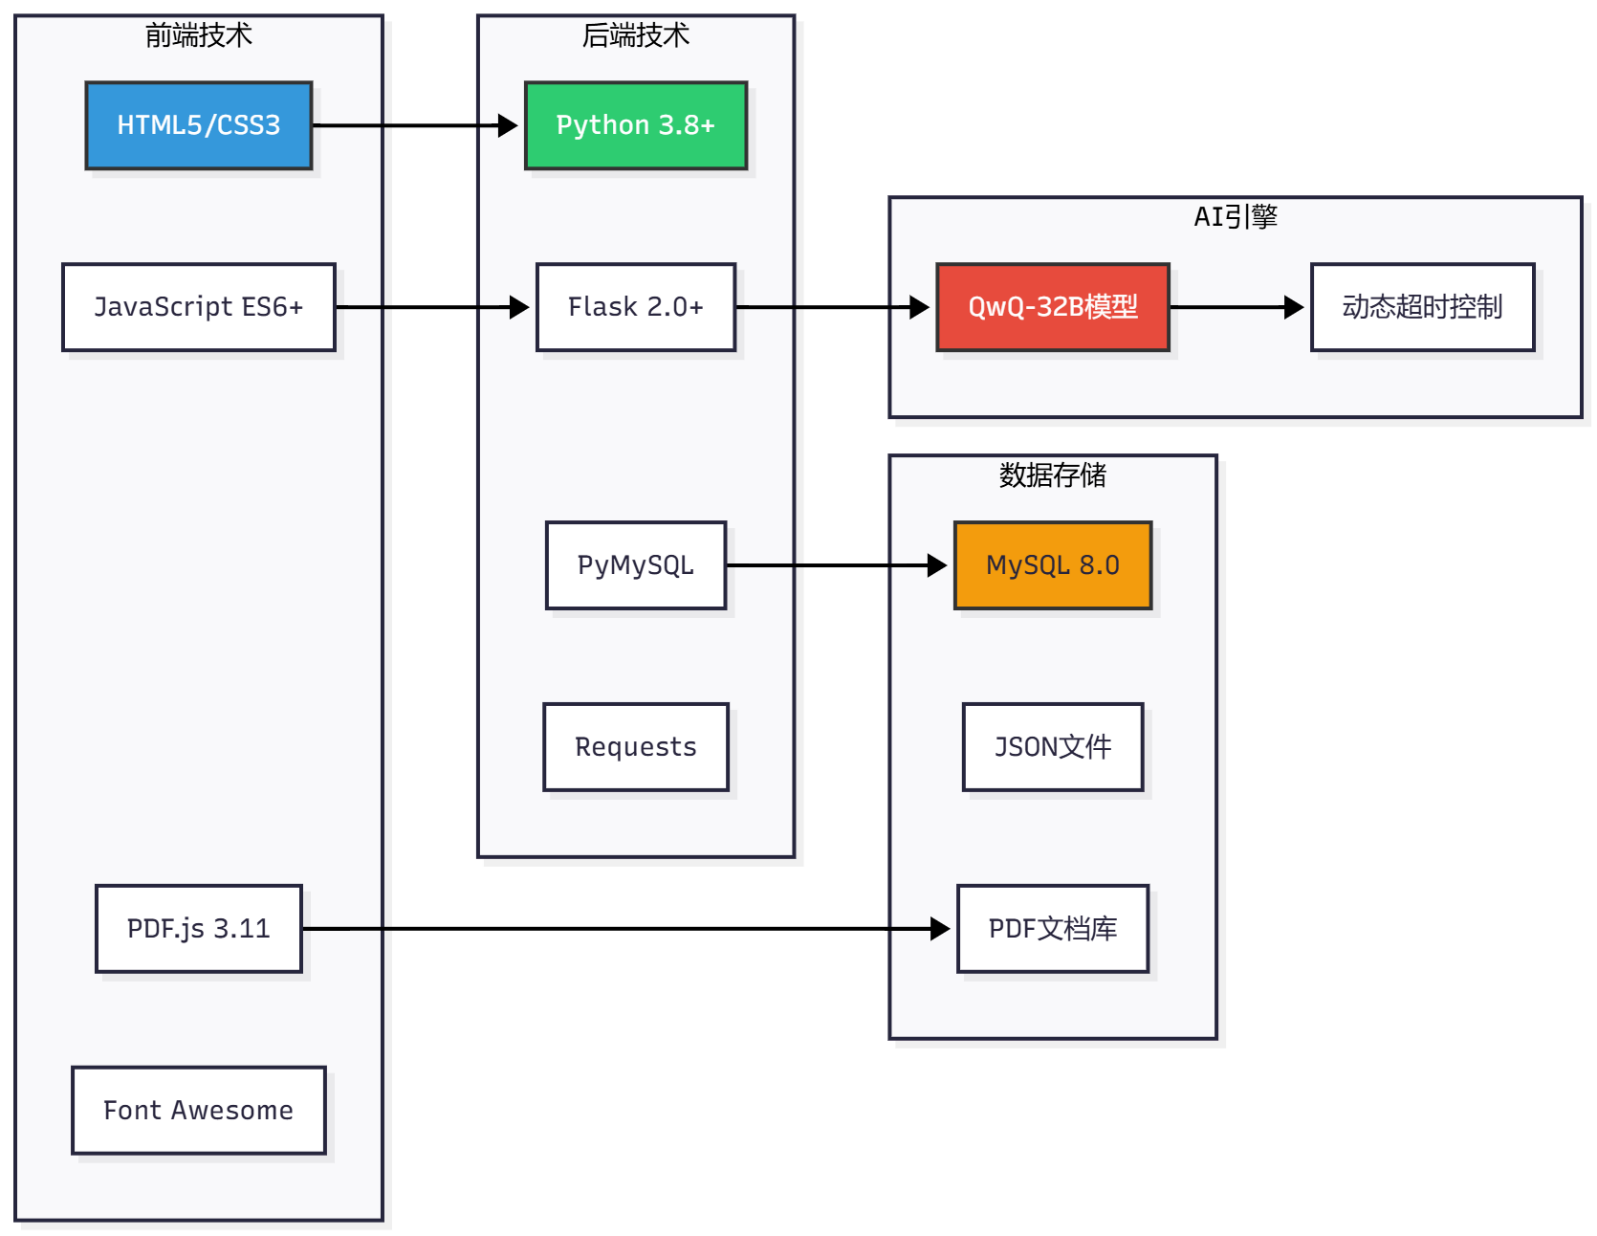 前端技术
HTML5/CSS3
JavaScript ES6+
PDF.js 3.11
Font Awesome
后端技术
Python 3.8+
Flask 2.0+
PyMySQL
Requests
AI引擎
QwQ-32B模型
动态超时控制
数据存储
MySQL 8.0
JSON文件
PDF文档库